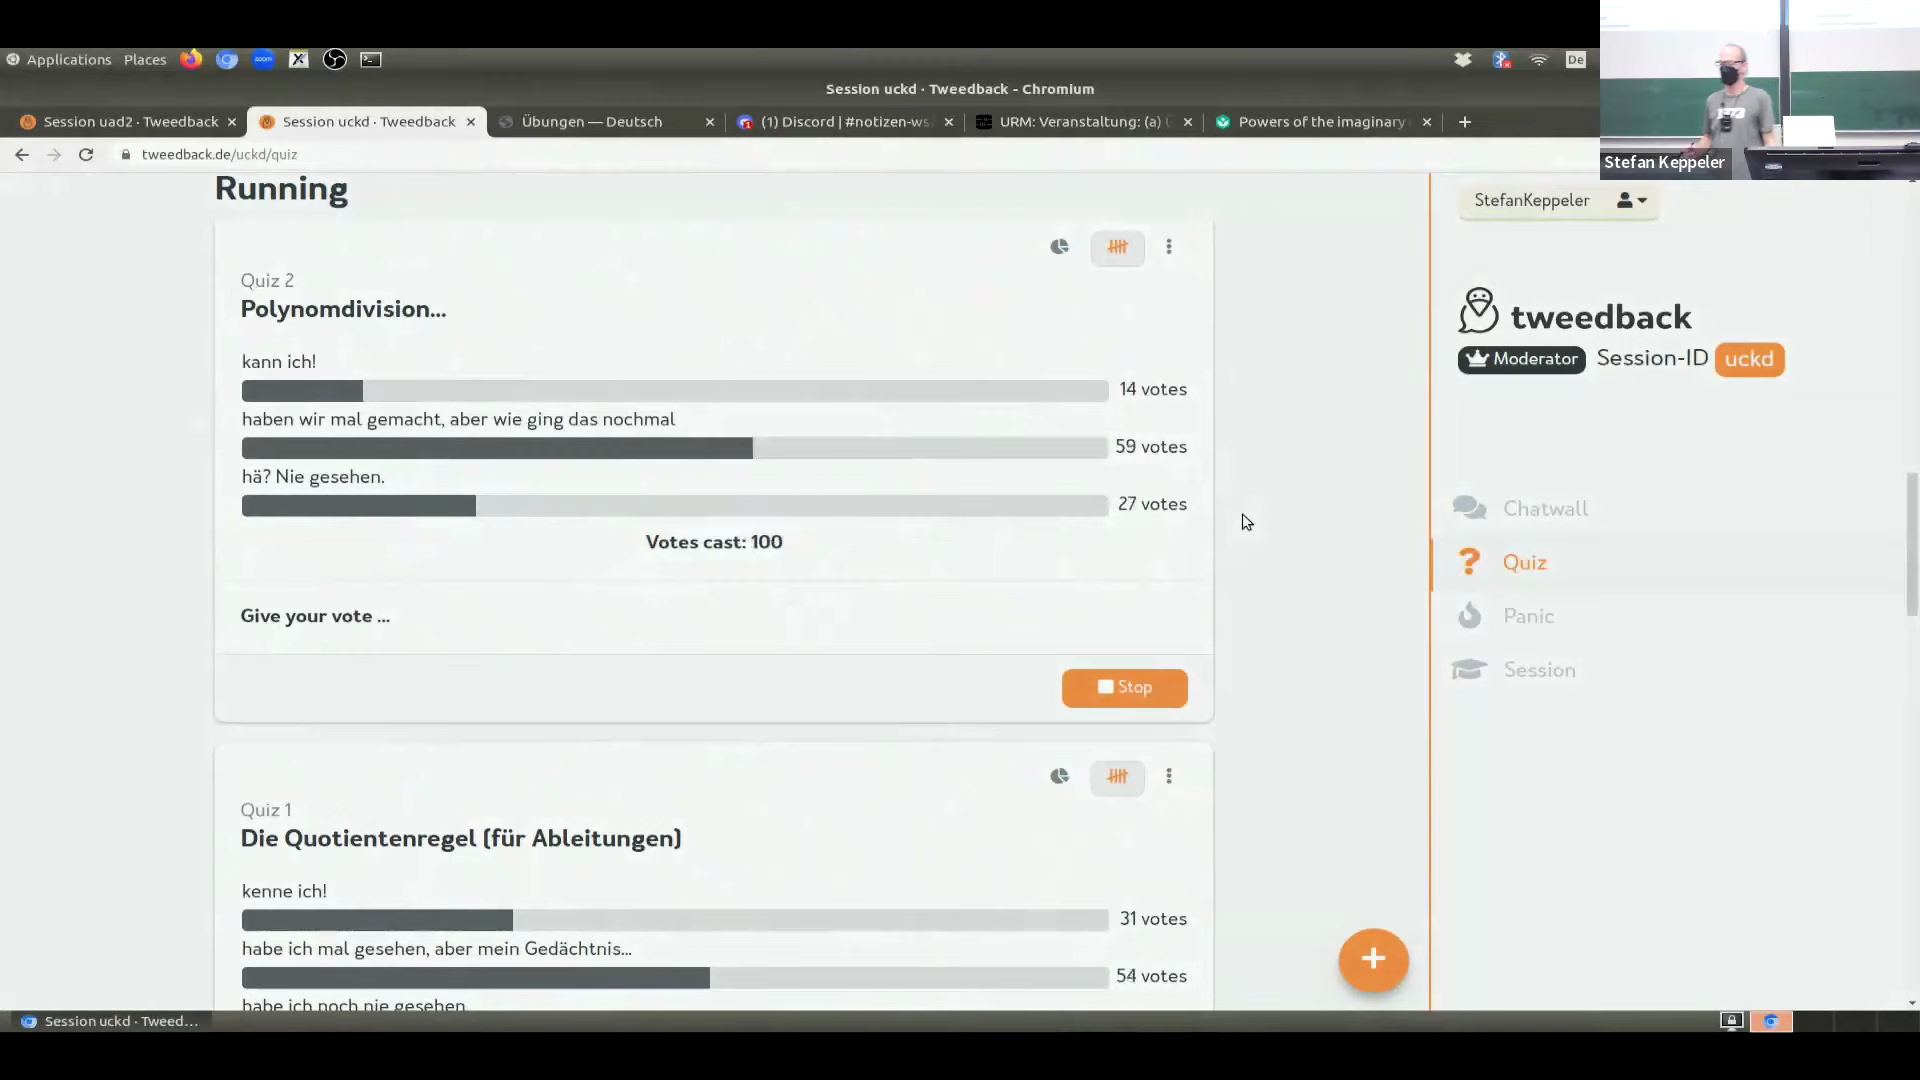 Applications Places zoom De
Session uckd · Tweedback - Chromium
Session uad2 · Tweedback
Session uckd · Tweedback
Übungen — Deutsch
(1) Discord | #notizen-ws
URM: Veranstaltung: (a)
Powers of the imaginary
tweedback.de/uckd/quiz
Stefan Keppeler
Running
Quiz 2
Polynomdivision...
kann ich!
14 votes
haben wir mal gemacht, aber wie ging das nochmal
59 votes
hä? Nie gesehen.
27 votes
Votes cast: 100
Give your vote ...
Stop
Quiz 1
Die Quotientenregel (für Ableitungen)
kenne ich!
31 votes
habe ich mal gesehen, aber mein Gedächtnis...
54 votes
habe ich noch nie gesehen.
StefanKeppeler
tweedback
Moderator Session-ID uckd
Chatwall
Quiz
Panic
Session
Session uckd · Tweed...